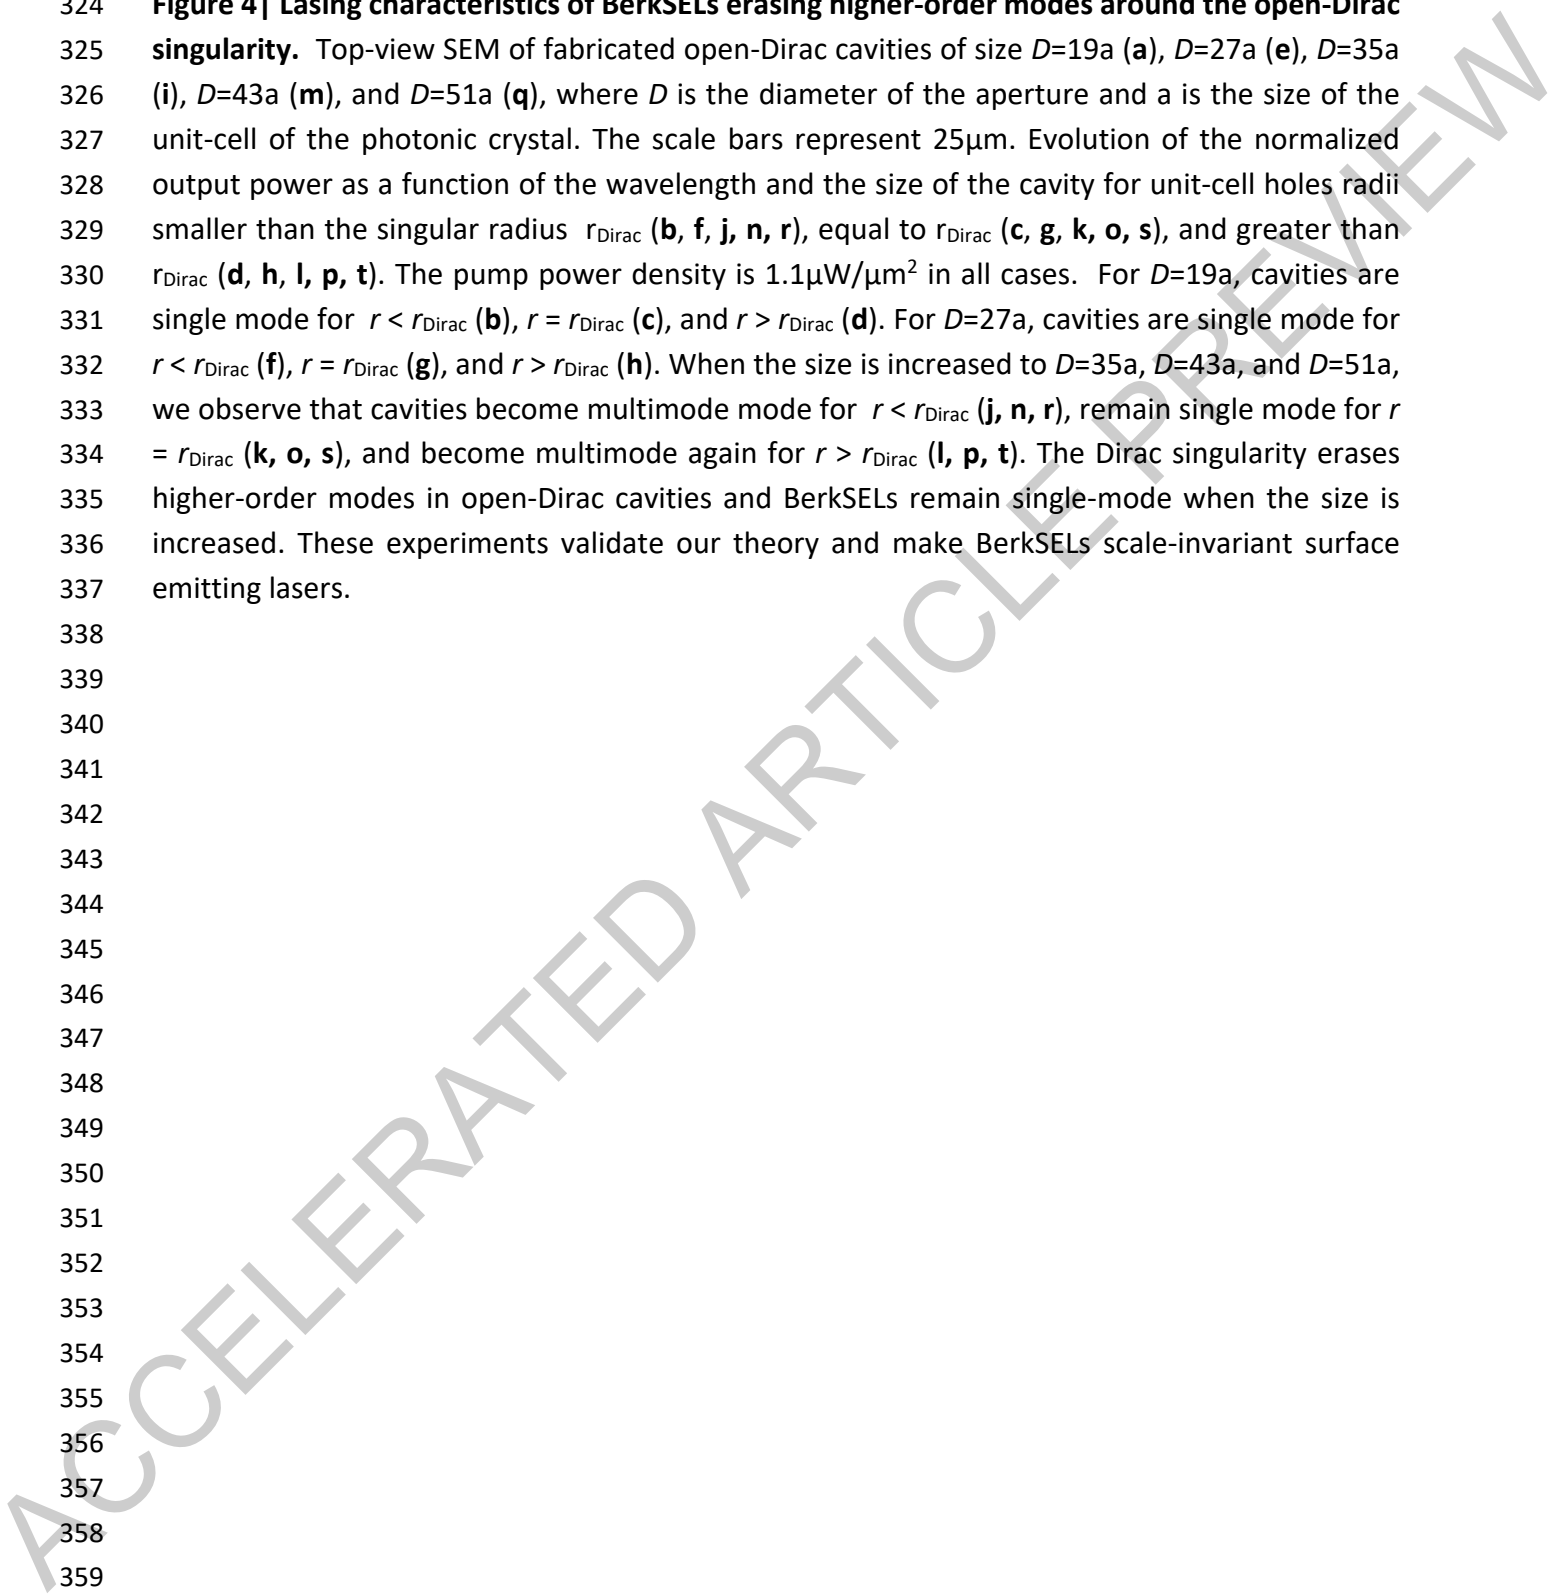 324 Figure 4| Lasing characteristics of BerkSELs erasing higher-order modes around the open-Dirac
325 singularity. Top-view SEM of fabricated open-Dirac cavities of size D=19a (a), D=27a (e), D=35a
326 (i), D=43a (m), and D=51a (q), where D is the diameter of the aperture and a is the size of the
327 unit-cell of the photonic crystal. The scale bars represent 25μm. Evolution of the normalized
328 output power as a function of the wavelength and the size of the cavity for unit-cell holes radii
329 smaller than the singular radius rDirac (b, f, j, n, r), equal to rDirac (c, g, k, o, s), and greater than
330 rDirac (d, h, l, p, t). The pump power density is 1.1μW/μm2 in all cases. For D=19a, cavities are
331 single mode for r < rDirac (b), r = rDirac (c), and r > rDirac (d). For D=27a, cavities are single mode for
332 r < rDirac (f), r = rDirac (g), and r > rDirac (h). When the size is increased to D=35a, D=43a, and D=51a,
333 we observe that cavities become multimode mode for r < rDirac (j, n, r), remain single mode for r
334 = rDirac (k, o, s), and become multimode again for r > rDirac (l, p, t). The Dirac singularity erases
335 higher-order modes in open-Dirac cavities and BerkSELs remain single-mode when the size is
336 increased. These experiments validate our theory and make BerkSELs scale-invariant surface
337 emitting lasers.
338
339
340
341
342
343
344
345
346
347
348
349
350
351
352
353
354
355
356
357
358
359
ACCELERATED ARTICLE PREVIEW